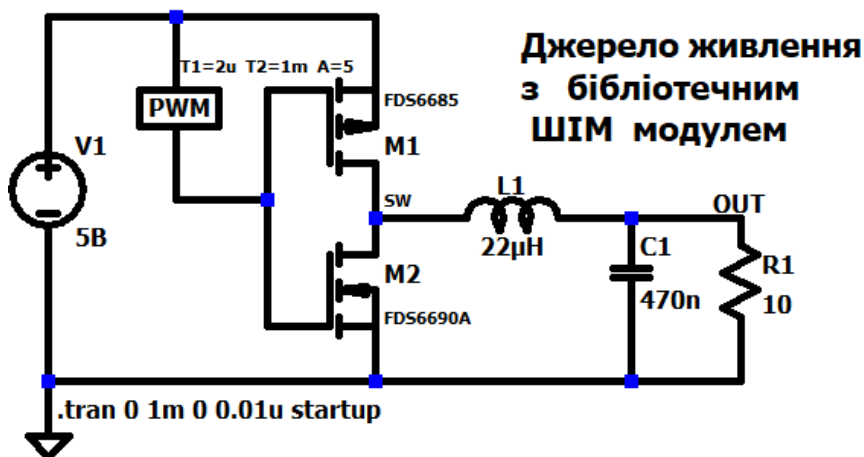 T1=2u T2=1m A=5
PWM
FDS6685
M1
V1
5В
SW
M2
FDS6690A
L1
22µH
OUT
C1
470n
R1
10
.tran 0 1m 0 0.01u startup
Джерело живлення
з бібліотечним
ШІМ модулем